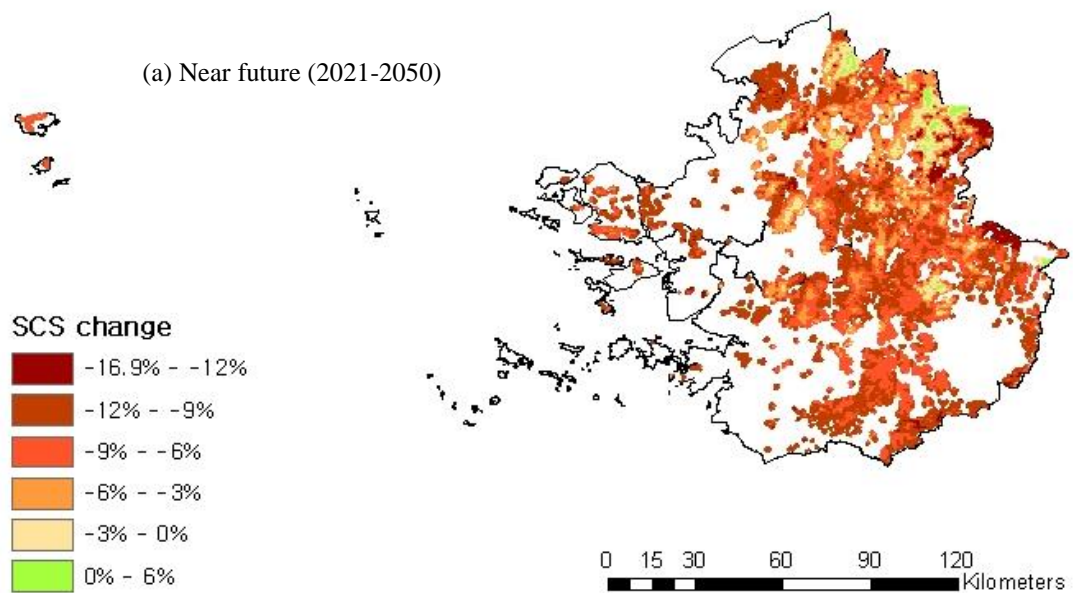 (a) Near future (2021-2050)
SCS change
-16.9% - -12%
-12% - -9%
-9% - -6%
-6% - -3%
-3% - 0%
0% - 6%
0 15 30 60 90 120
Kilometers